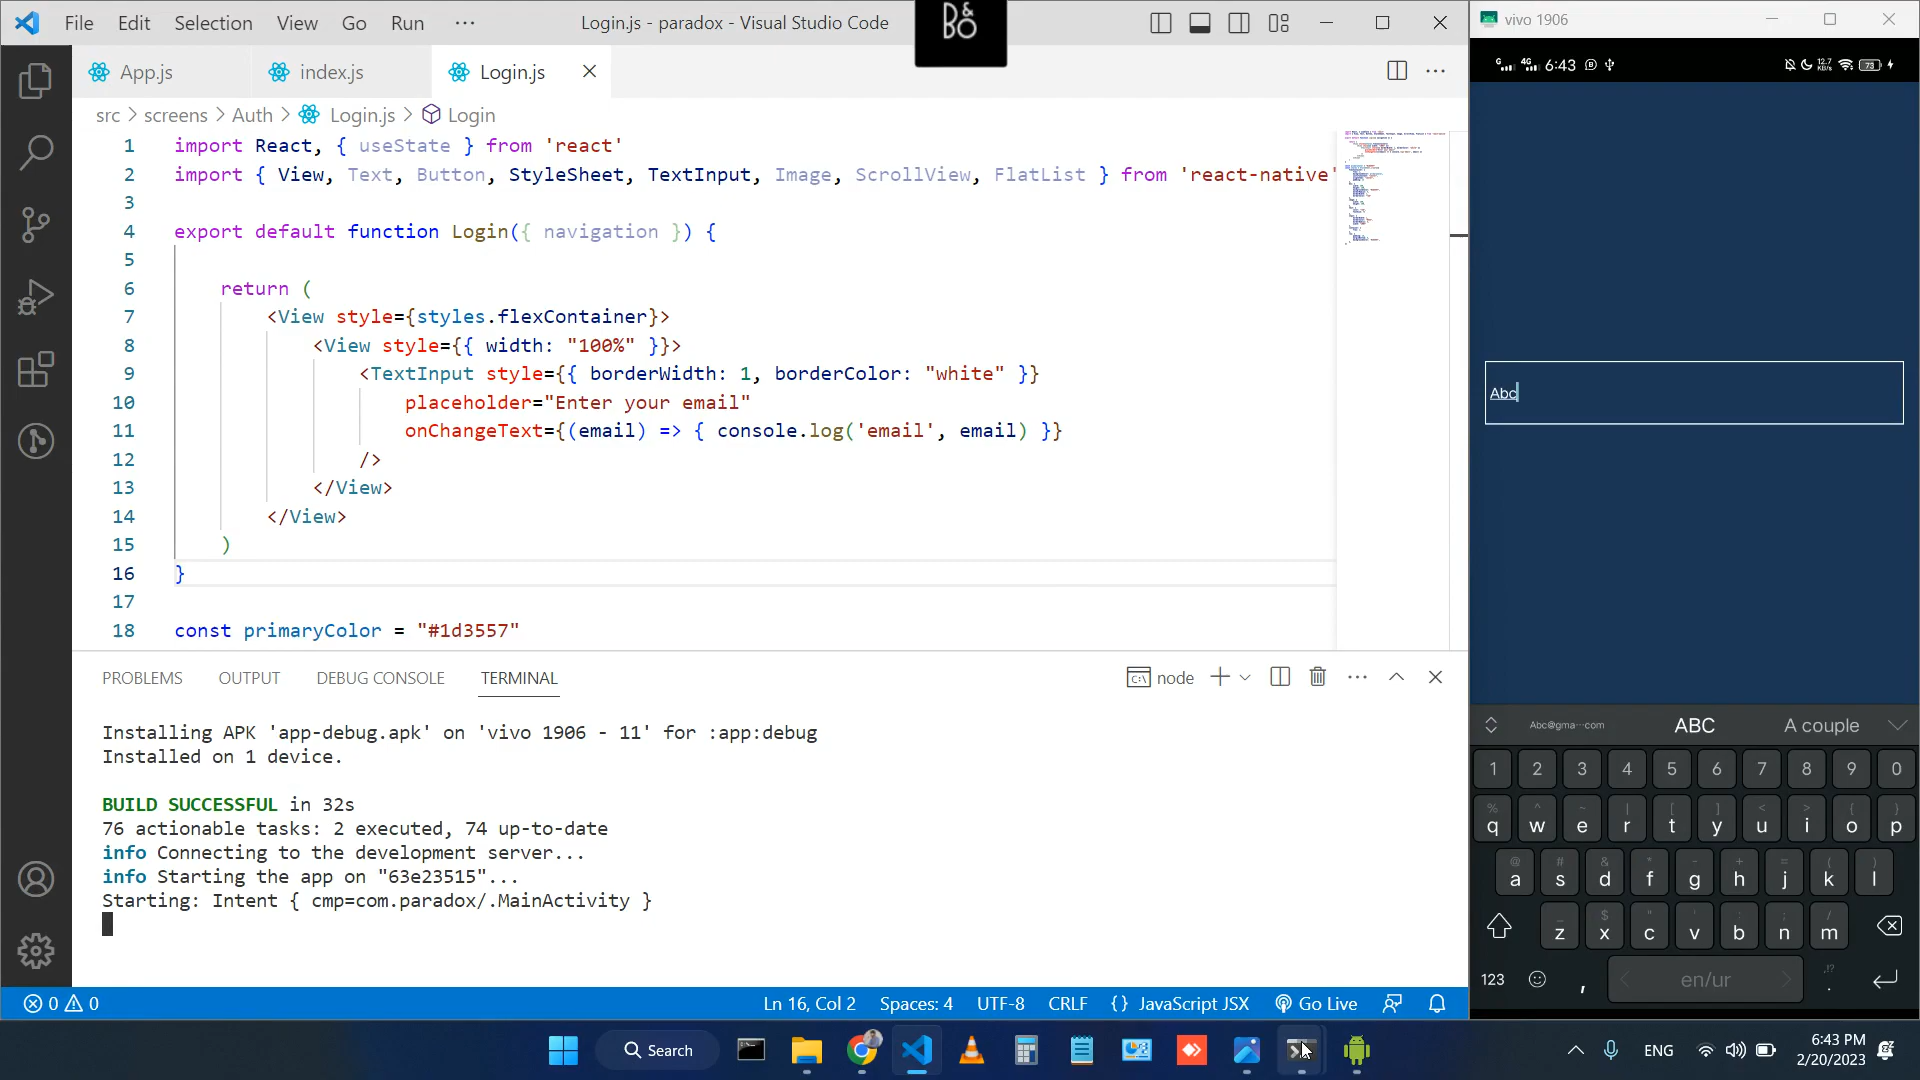 File Edit Selection View Go Run ··· Login.js - paradox - Visual Studio Code
B&O
App.js index.js Login.js
src > screens > Auth > Login.js > Login
1 import React, { useState } from 'react'
2 import { View, Text, Button, StyleSheet, TextInput, Image, ScrollView, FlatList } from 'react-native'
3
4 export default function Login({ navigation }) {
5
6 return (
7 <View style={styles.flexContainer}>
8 <View style={{ width: "100%" }}>
9 <TextInput style={{ borderWidth: 1, borderColor: "white" }}
10 placeholder="Enter your email"
11 onChangeText={(email) => { console.log('email', email) }}
12 />
13 </View>
14 </View>
15 )
16 }
17
18 const primaryColor = "#1d3557"
PROBLEMS OUTPUT DEBUG CONSOLE TERMINAL node
Installing APK 'app-debug.apk' on 'vivo 1906 - 11' for :app:debug
Installed on 1 device.
BUILD SUCCESSFUL in 32s
76 actionable tasks: 2 executed, 74 up-to-date
info Connecting to the development server...
info Starting the app on "63e23515"...
Starting: Intent { cmp=com.paradox/.MainActivity }
0 0 Ln 16, Col 2 Spaces: 4 UTF-8 CRLF {} JavaScript JSX Go Live
vivo 1906
G 4G 6:43 12.7 KB/s 73
Abc
Abc@gma···com ABC A couple
1 2 3 4 5 6 7 8 9 0
q w e r t y u i o p
a s d f g h j k l
z x c v b n m
123 , en/ur .
Search ENG 6:43 PM
2/20/2023